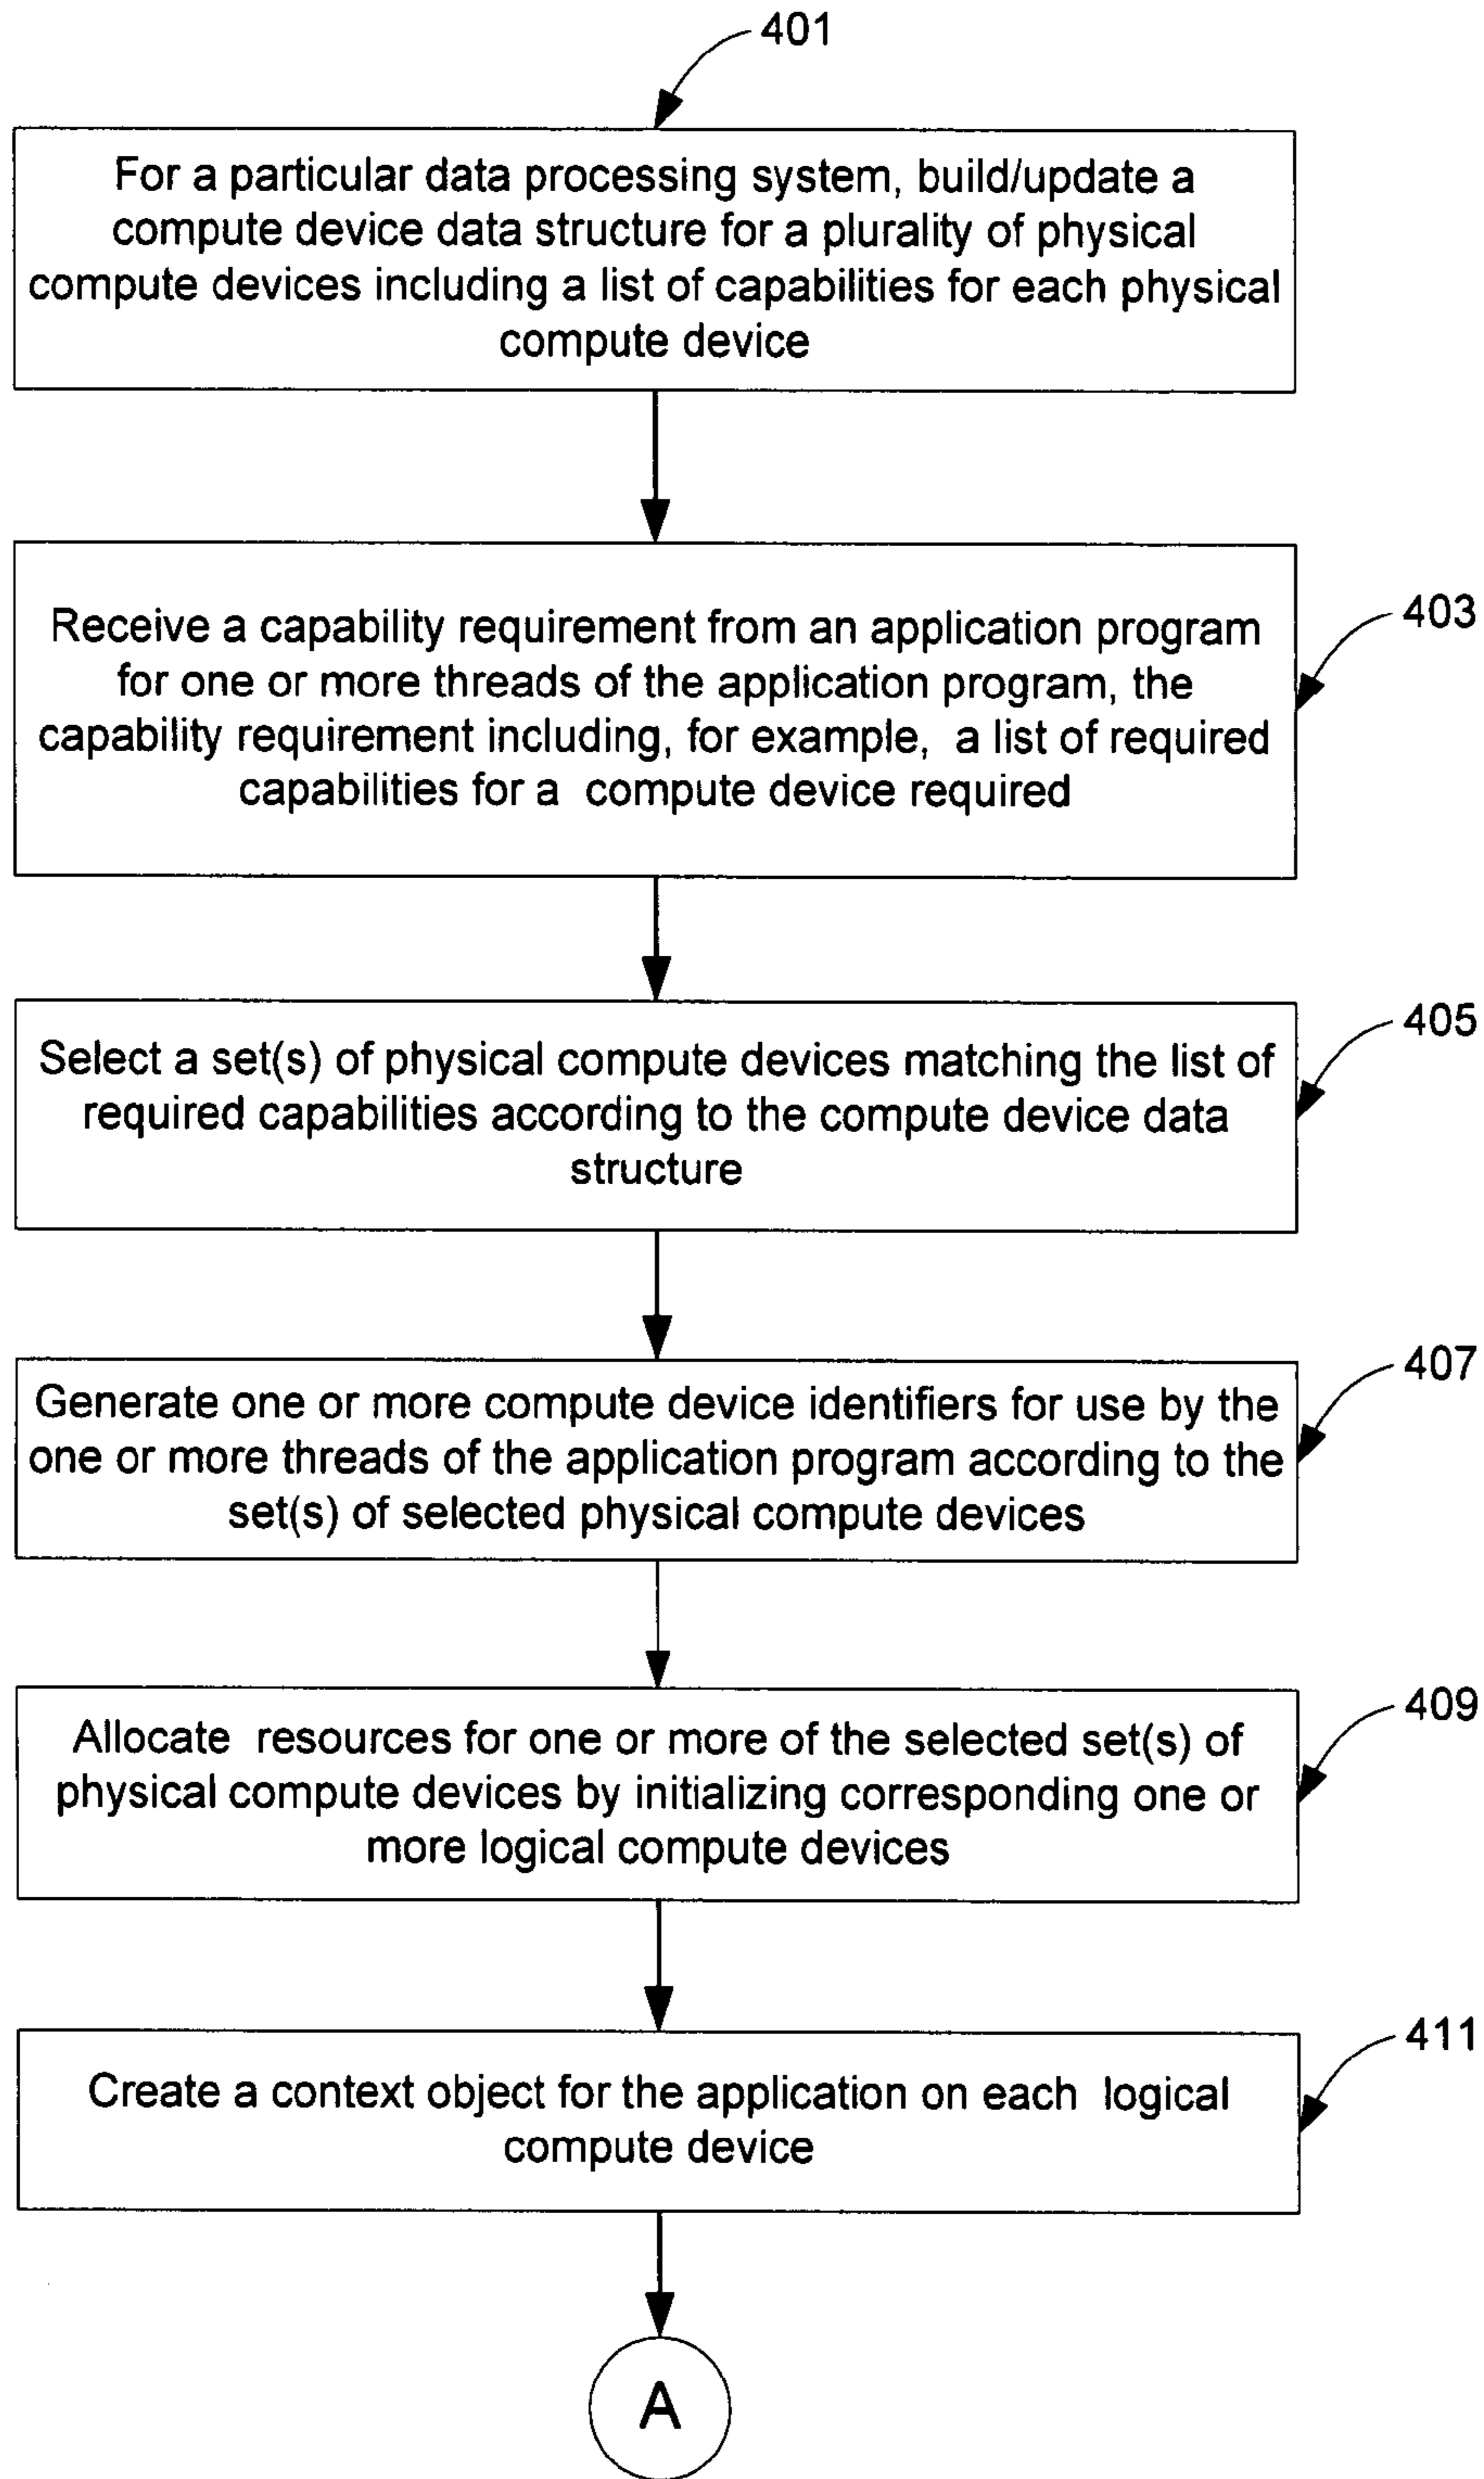 401
For a particular data processing system, build/update a
compute device data structure for a plurality of physical
compute devices including a list of capabilities for each physical
compute device
Receive a capability requirement from an application program
for one or more threads of the application program, the
capability requirement including, for example, a list of required
capabilities for a compute device required
403
Select a set(s) of physical compute devices matching the list of
required capabilities according to the compute device data
structure
405
Generate one or more compute device identifiers for use by the
one or more threads of the application program according to the
set(s) of selected physical compute devices
407
Allocate resources for one or more of the selected set(s) of
physical compute devices by initializing corresponding one or
more logical compute devices
409
Create a context object for the application on each logical
compute device
411
A